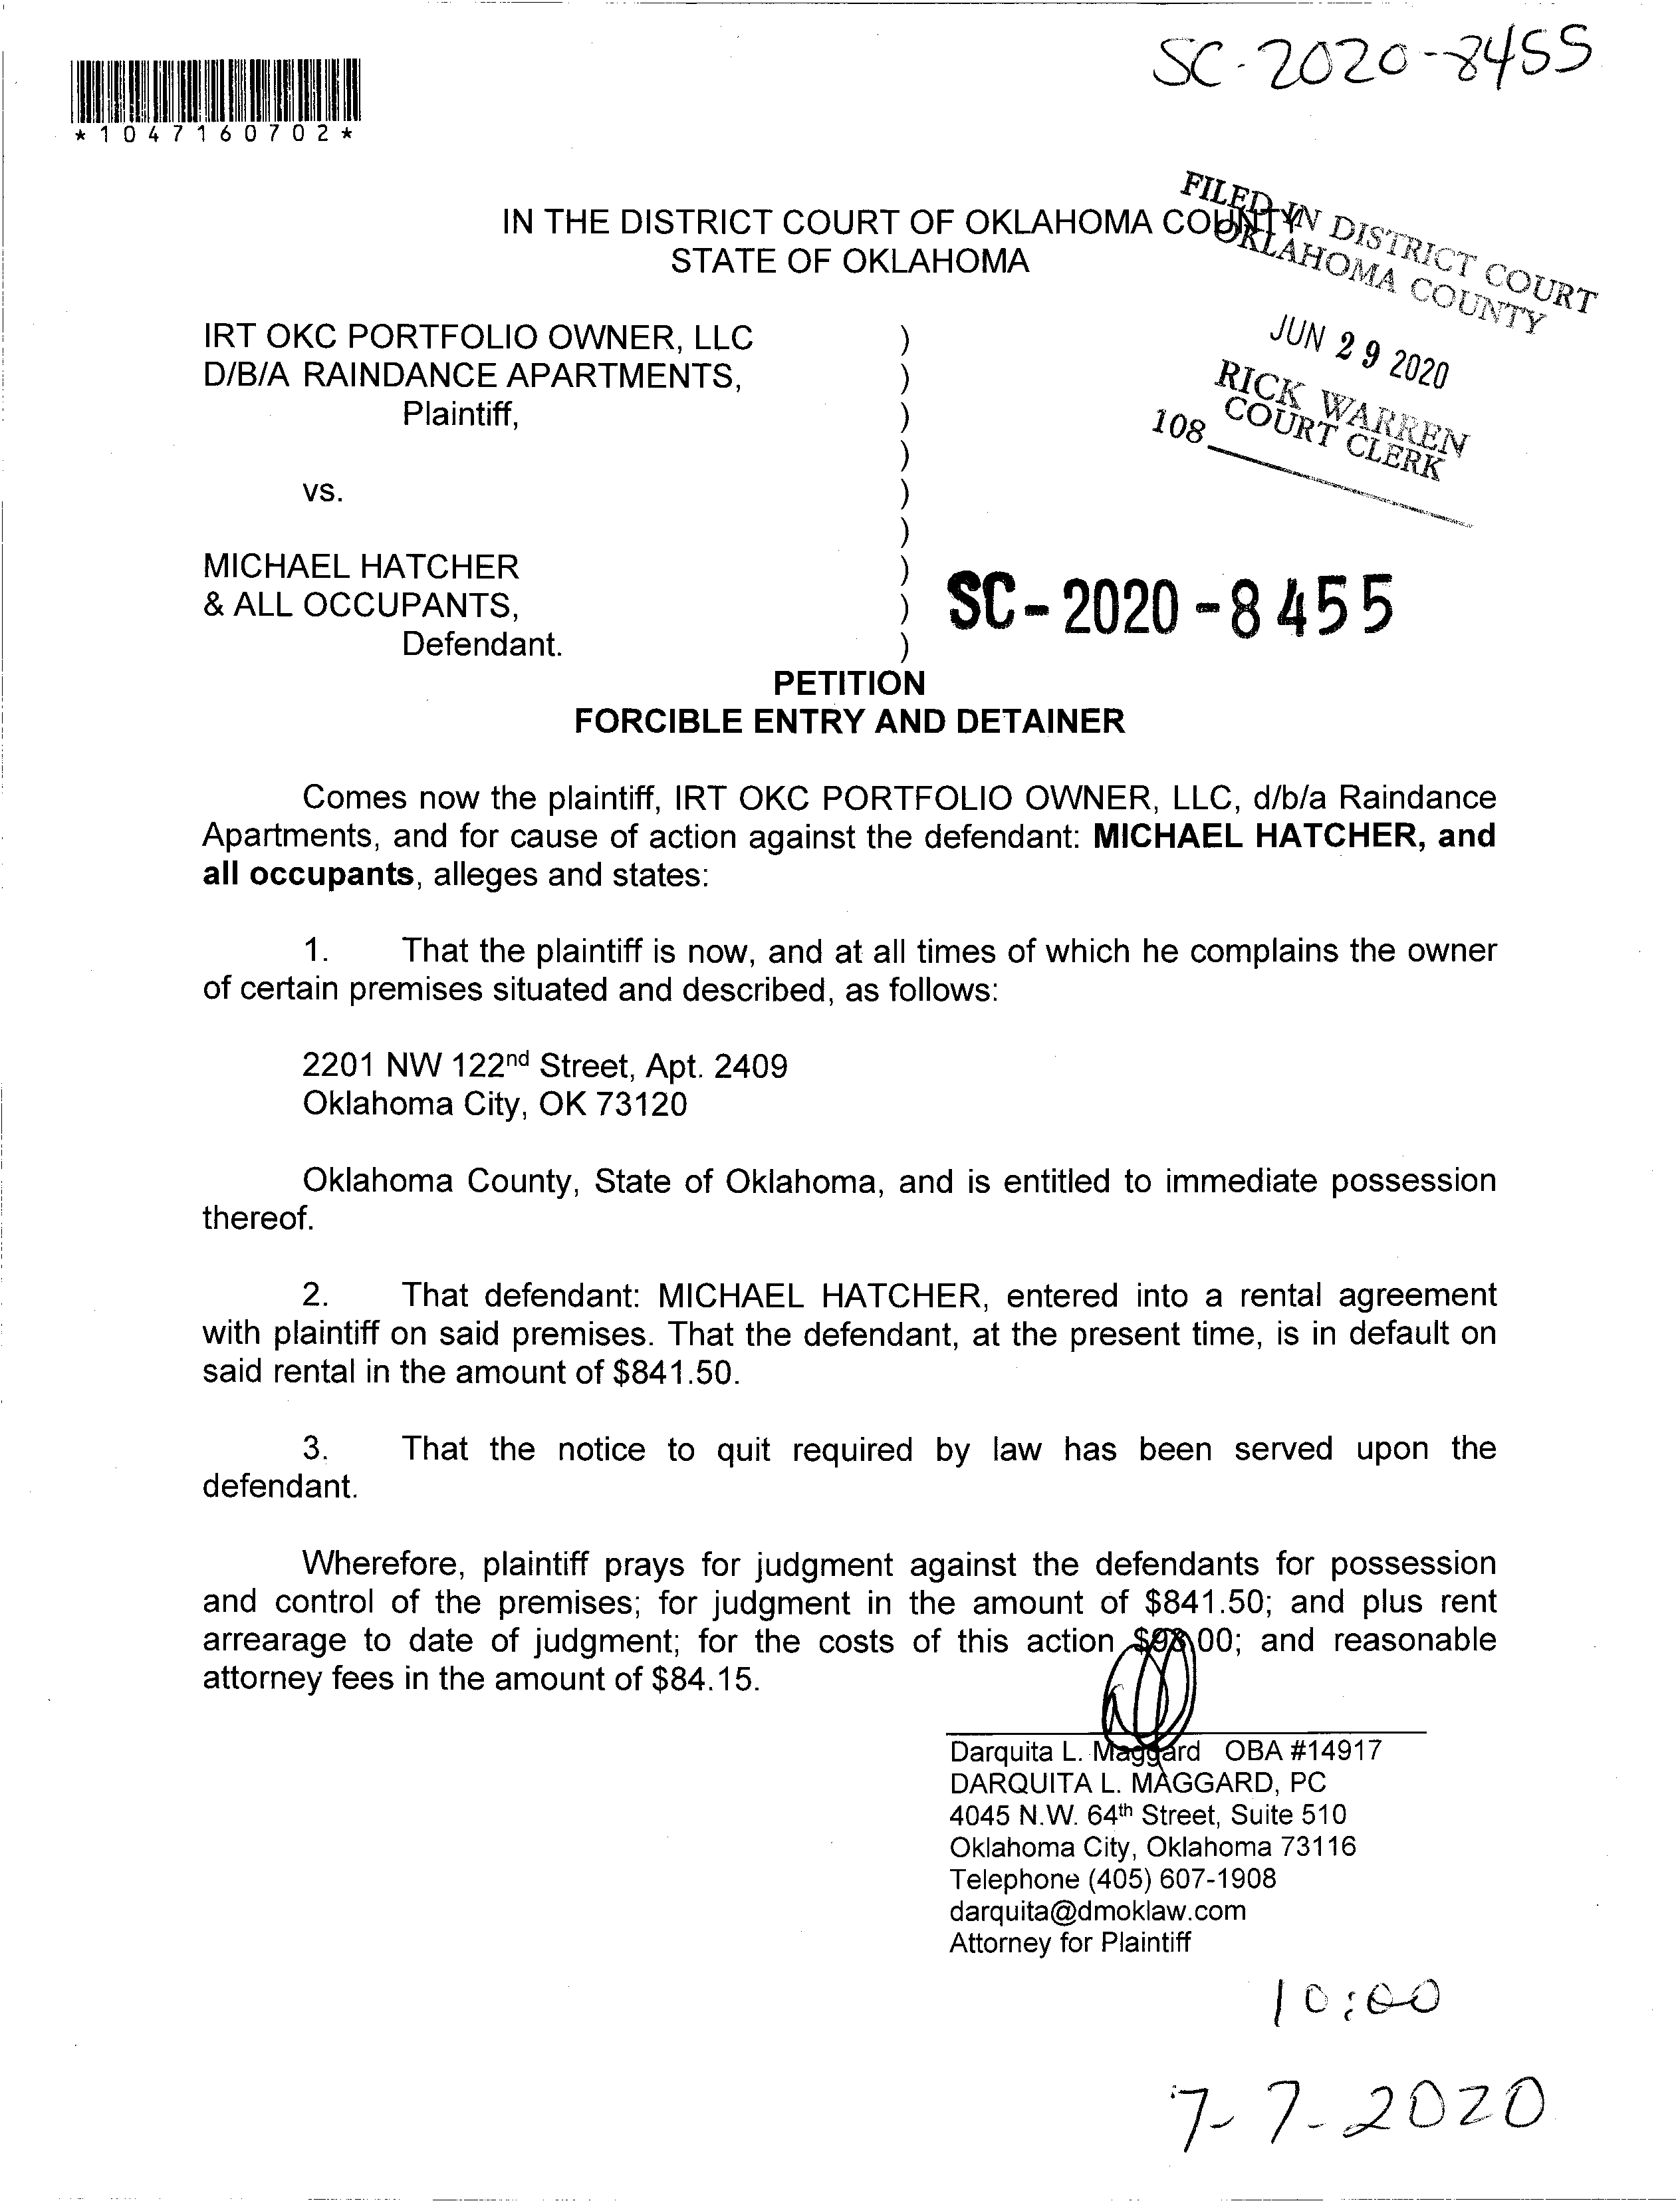 SC-2020-8455
*1047160702*
FILED IN DISTRICT COURT
OKLAHOMA COUNTY
JUN 29 2020
RICK WARREN
COURT CLERK
108
IN THE DISTRICT COURT OF OKLAHOMA COUNTY
STATE OF OKLAHOMA
IRT OKC PORTFOLIO OWNER, LLC )
D/B/A RAINDANCE APARTMENTS, )
Plaintiff, )
)
vs. )
)
MICHAEL HATCHER )
& ALL OCCUPANTS, ) SC-2020-8455
Defendant. )
PETITION
FORCIBLE ENTRY AND DETAINER
Comes now the plaintiff, IRT OKC PORTFOLIO OWNER, LLC, d/b/a Raindance
Apartments, and for cause of action against the defendant: MICHAEL HATCHER, and
all occupants, alleges and states:
1. That the plaintiff is now, and at all times of which he complains the owner
of certain premises situated and described, as follows:
2201 NW 122nd Street, Apt. 2409
Oklahoma City, OK 73120
Oklahoma County, State of Oklahoma, and is entitled to immediate possession
thereof.
2. That defendant: MICHAEL HATCHER, entered into a rental agreement
with plaintiff on said premises. That the defendant, at the present time, is in default on
said rental in the amount of $841.50.
3. That the notice to quit required by law has been served upon the
defendant.
Wherefore, plaintiff prays for judgment against the defendants for possession
and control of the premises; for judgment in the amount of $841.50; and plus rent
arrearage to date of judgment; for the costs of this action $98.00; and reasonable
attorney fees in the amount of $84.15.
Darquita L. Maggard OBA #14917
DARQUITA L. MAGGARD, PC
4045 N.W. 64th Street, Suite 510
Oklahoma City, Oklahoma 73116
Telephone (405) 607-1908
darquita@dmoklaw.com
Attorney for Plaintiff
10:00
7-7-2020